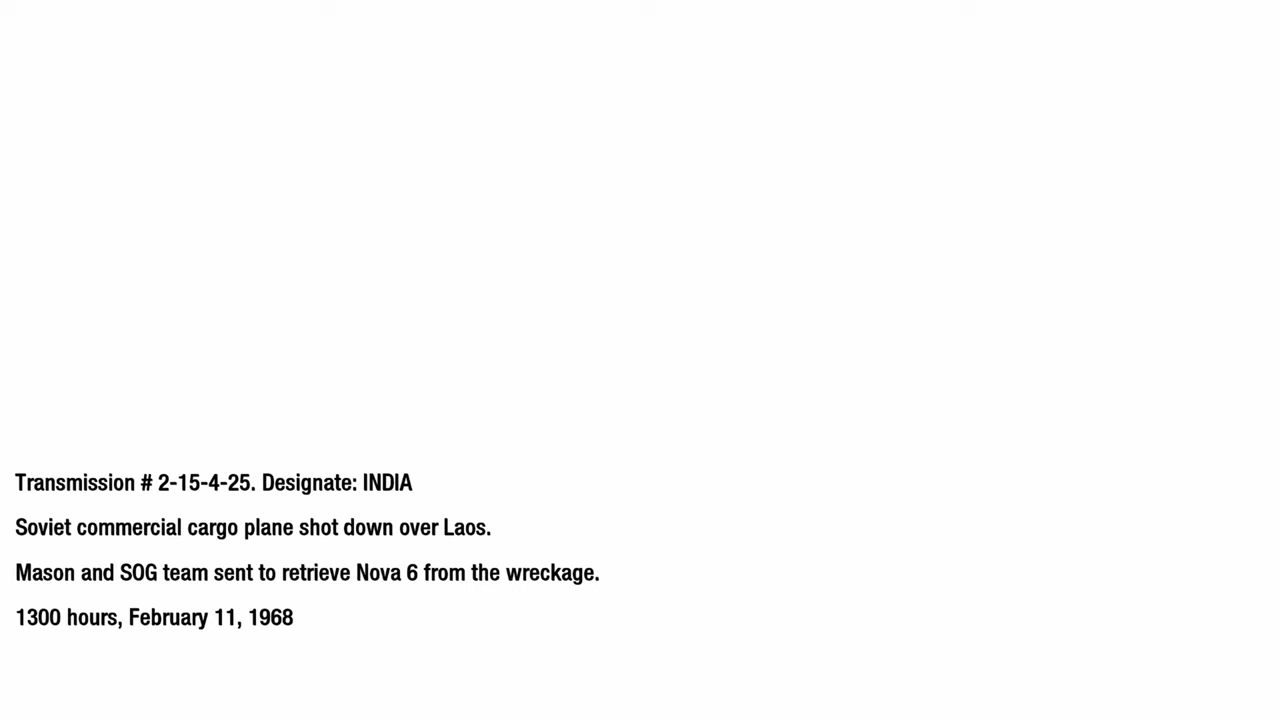 Transmission # 2-15-4-25. Designate: INDIA
Soviet commercial cargo plane shot down over Laos.
Mason and SOG team sent to retrieve Nova 6 from the wreckage.
1300 hours, February 11, 1968